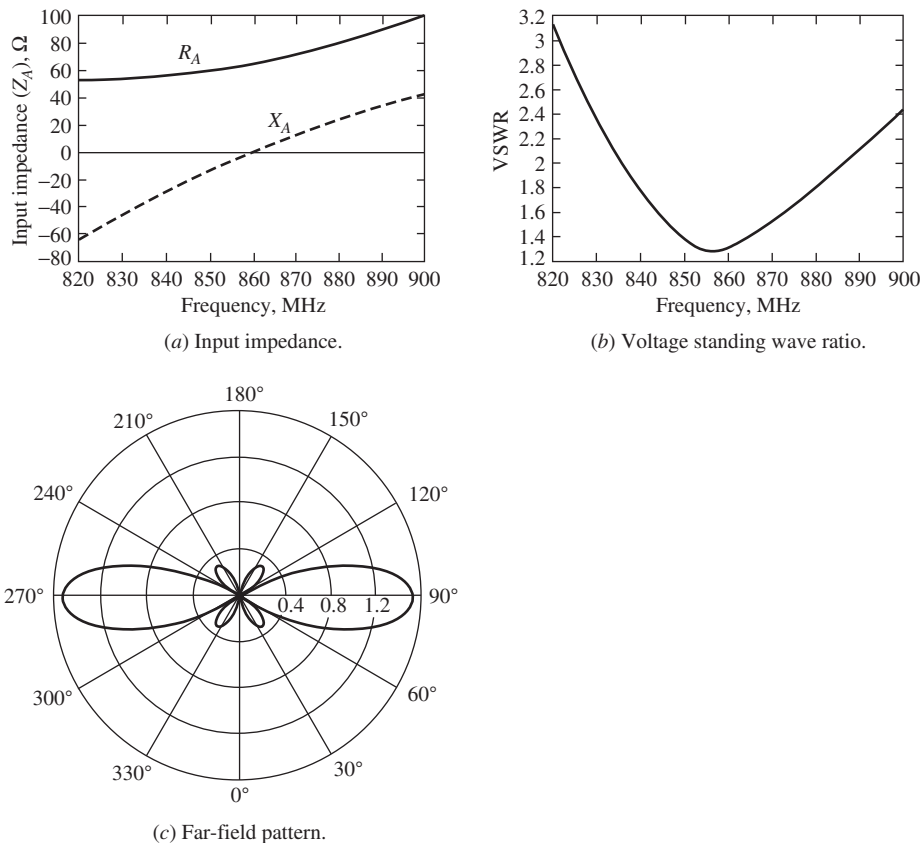 Input impedance (Z_A), Ω
100
80
60
40
20
0
−20
−40
−60
−80
R_A
X_A
820 830 840 850 860 870 880 890 900
Frequency, MHz
(a) Input impedance.
VSWR
3.2
3
2.8
2.6
2.4
2.2
2
1.8
1.6
1.4
1.2
820 830 840 850 860 870 880 890 900
Frequency, MHz
(b) Voltage standing wave ratio.
180°
210° 150°
240° 120°
270° 0.4 0.8 1.2 90°
300° 60°
330° 30°
0°
(c) Far-field pattern.